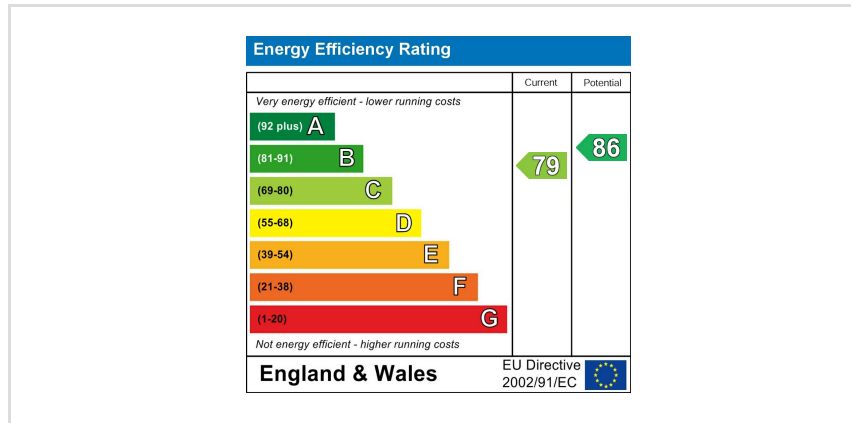 Energy Efficiency Rating
Current Potential
Very energy efficient - lower running costs
(92 plus) A
(81-91) B
(69-80) C
(55-68) D
(39-54) E
(21-38) F
(1-20) G
79
86
Not energy efficient - higher running costs
England & Wales
EU Directive
2002/91/EC